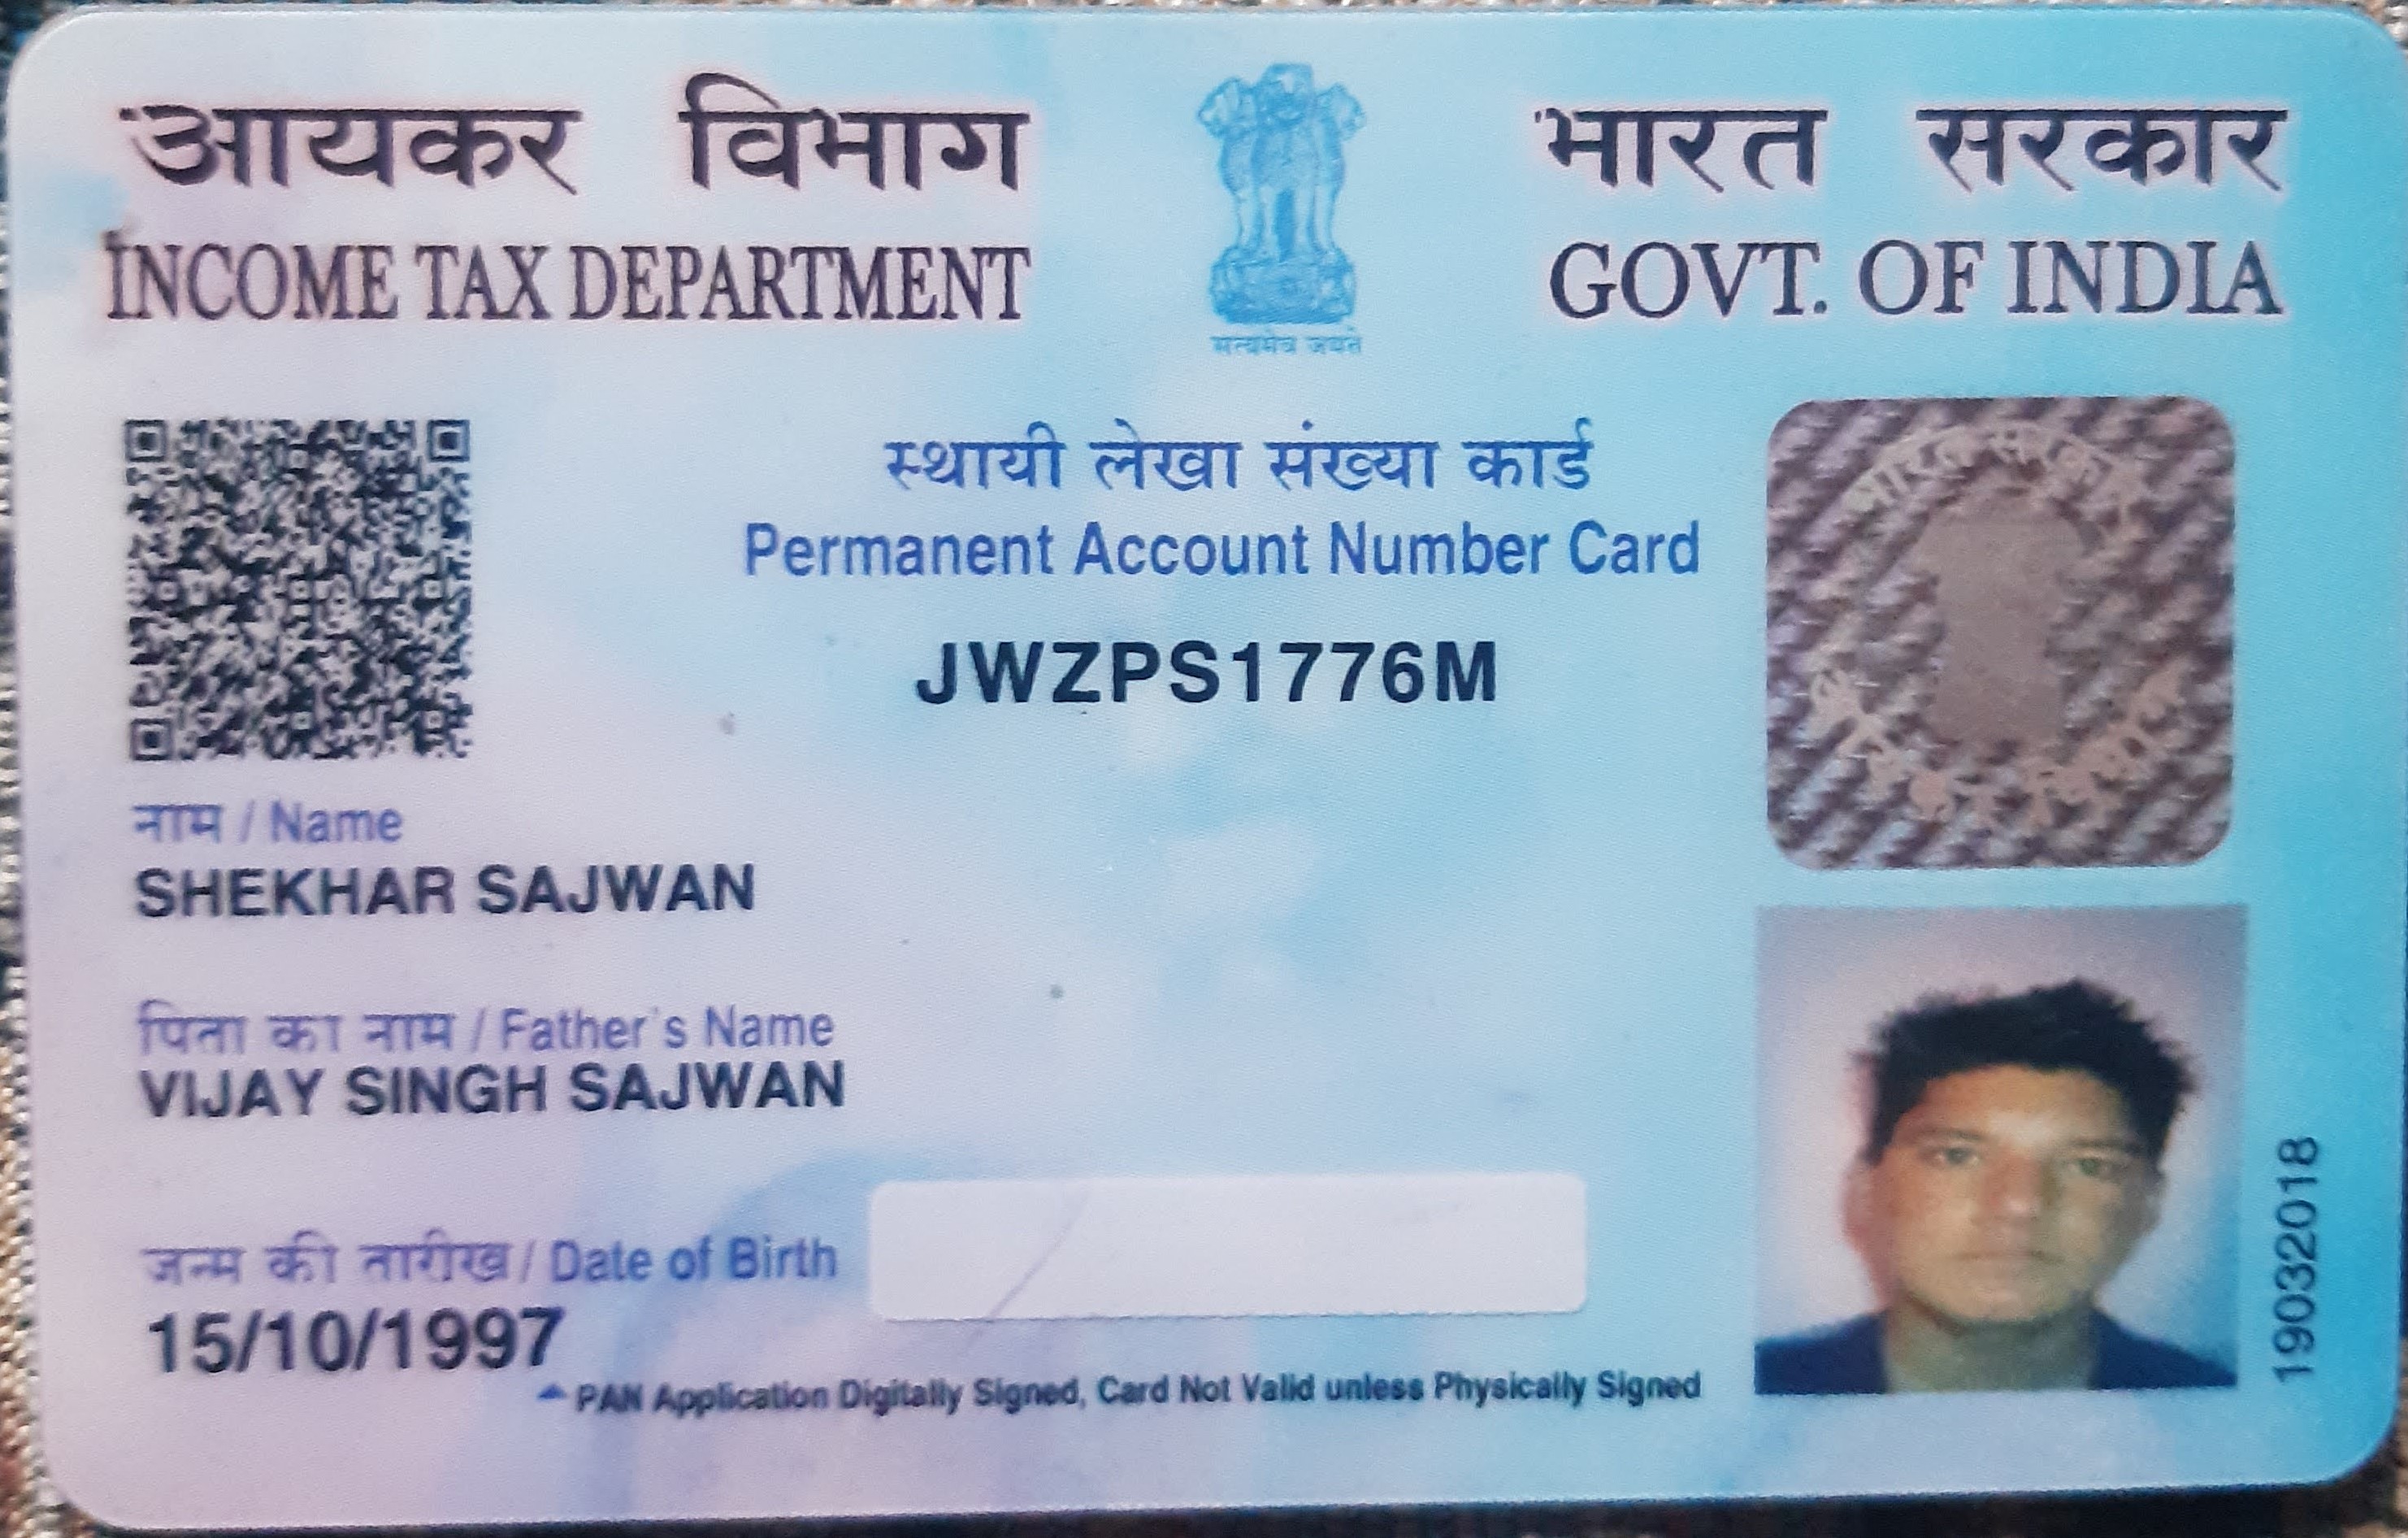 आयकर विभाग
INCOME TAX DEPARTMENT
सत्यमेव जयते
भारत सरकार
GOVT. OF INDIA
स्थायी लेखा संख्या कार्ड
Permanent Account Number Card
JWZPS1776M
भारत सरकार
नाम / Name
SHEKHAR SAJWAN
पिता का नाम / Father's Name
VIJAY SINGH SAJWAN
जन्म की तारीख / Date of Birth
15/10/1997
PAN Application Digitally Signed, Card Not Valid unless Physically Signed
19032018